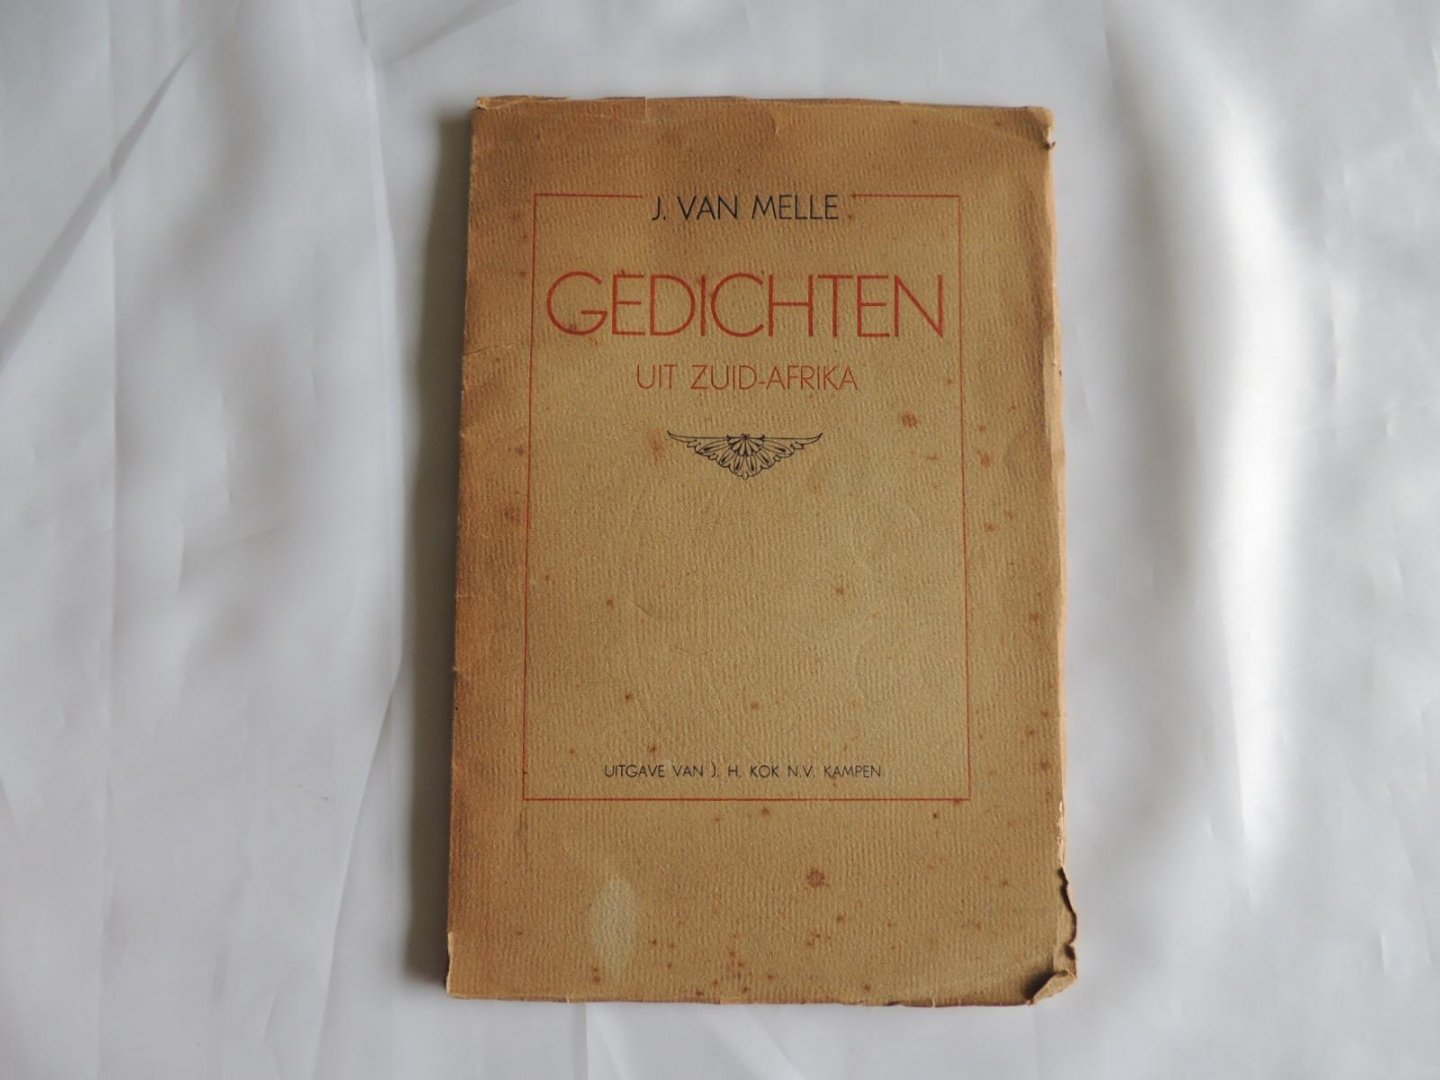 J. VAN MELLE
GEDICHTEN
UIT ZUID-AFRIKA
UITGAVE VAN J. H. KOK N.V. KAMPEN